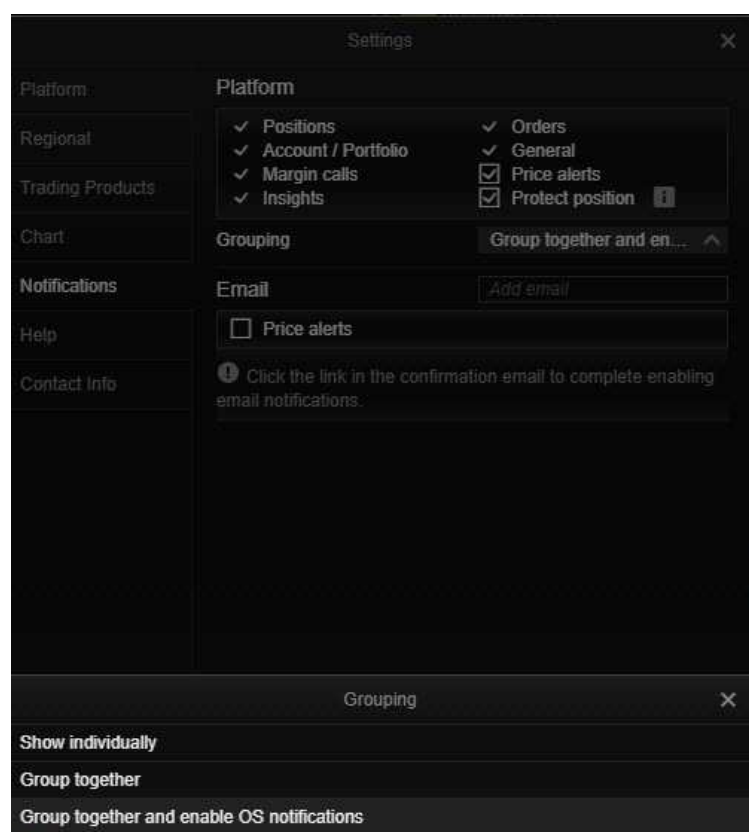 Settings
Platform
Regional
Trading Products
Chart
Notifications
Help
Contact Info
Platform
Positions
Account / Portfolio
Margin calls
Insights
Orders
General
Price alerts
Protect position
Grouping
Group together and en...
Email
Add email
Price alerts
Click the link in the confirmation email to complete enabling
email notifications.
Grouping
Show individually
Group together
Group together and enable OS notifications